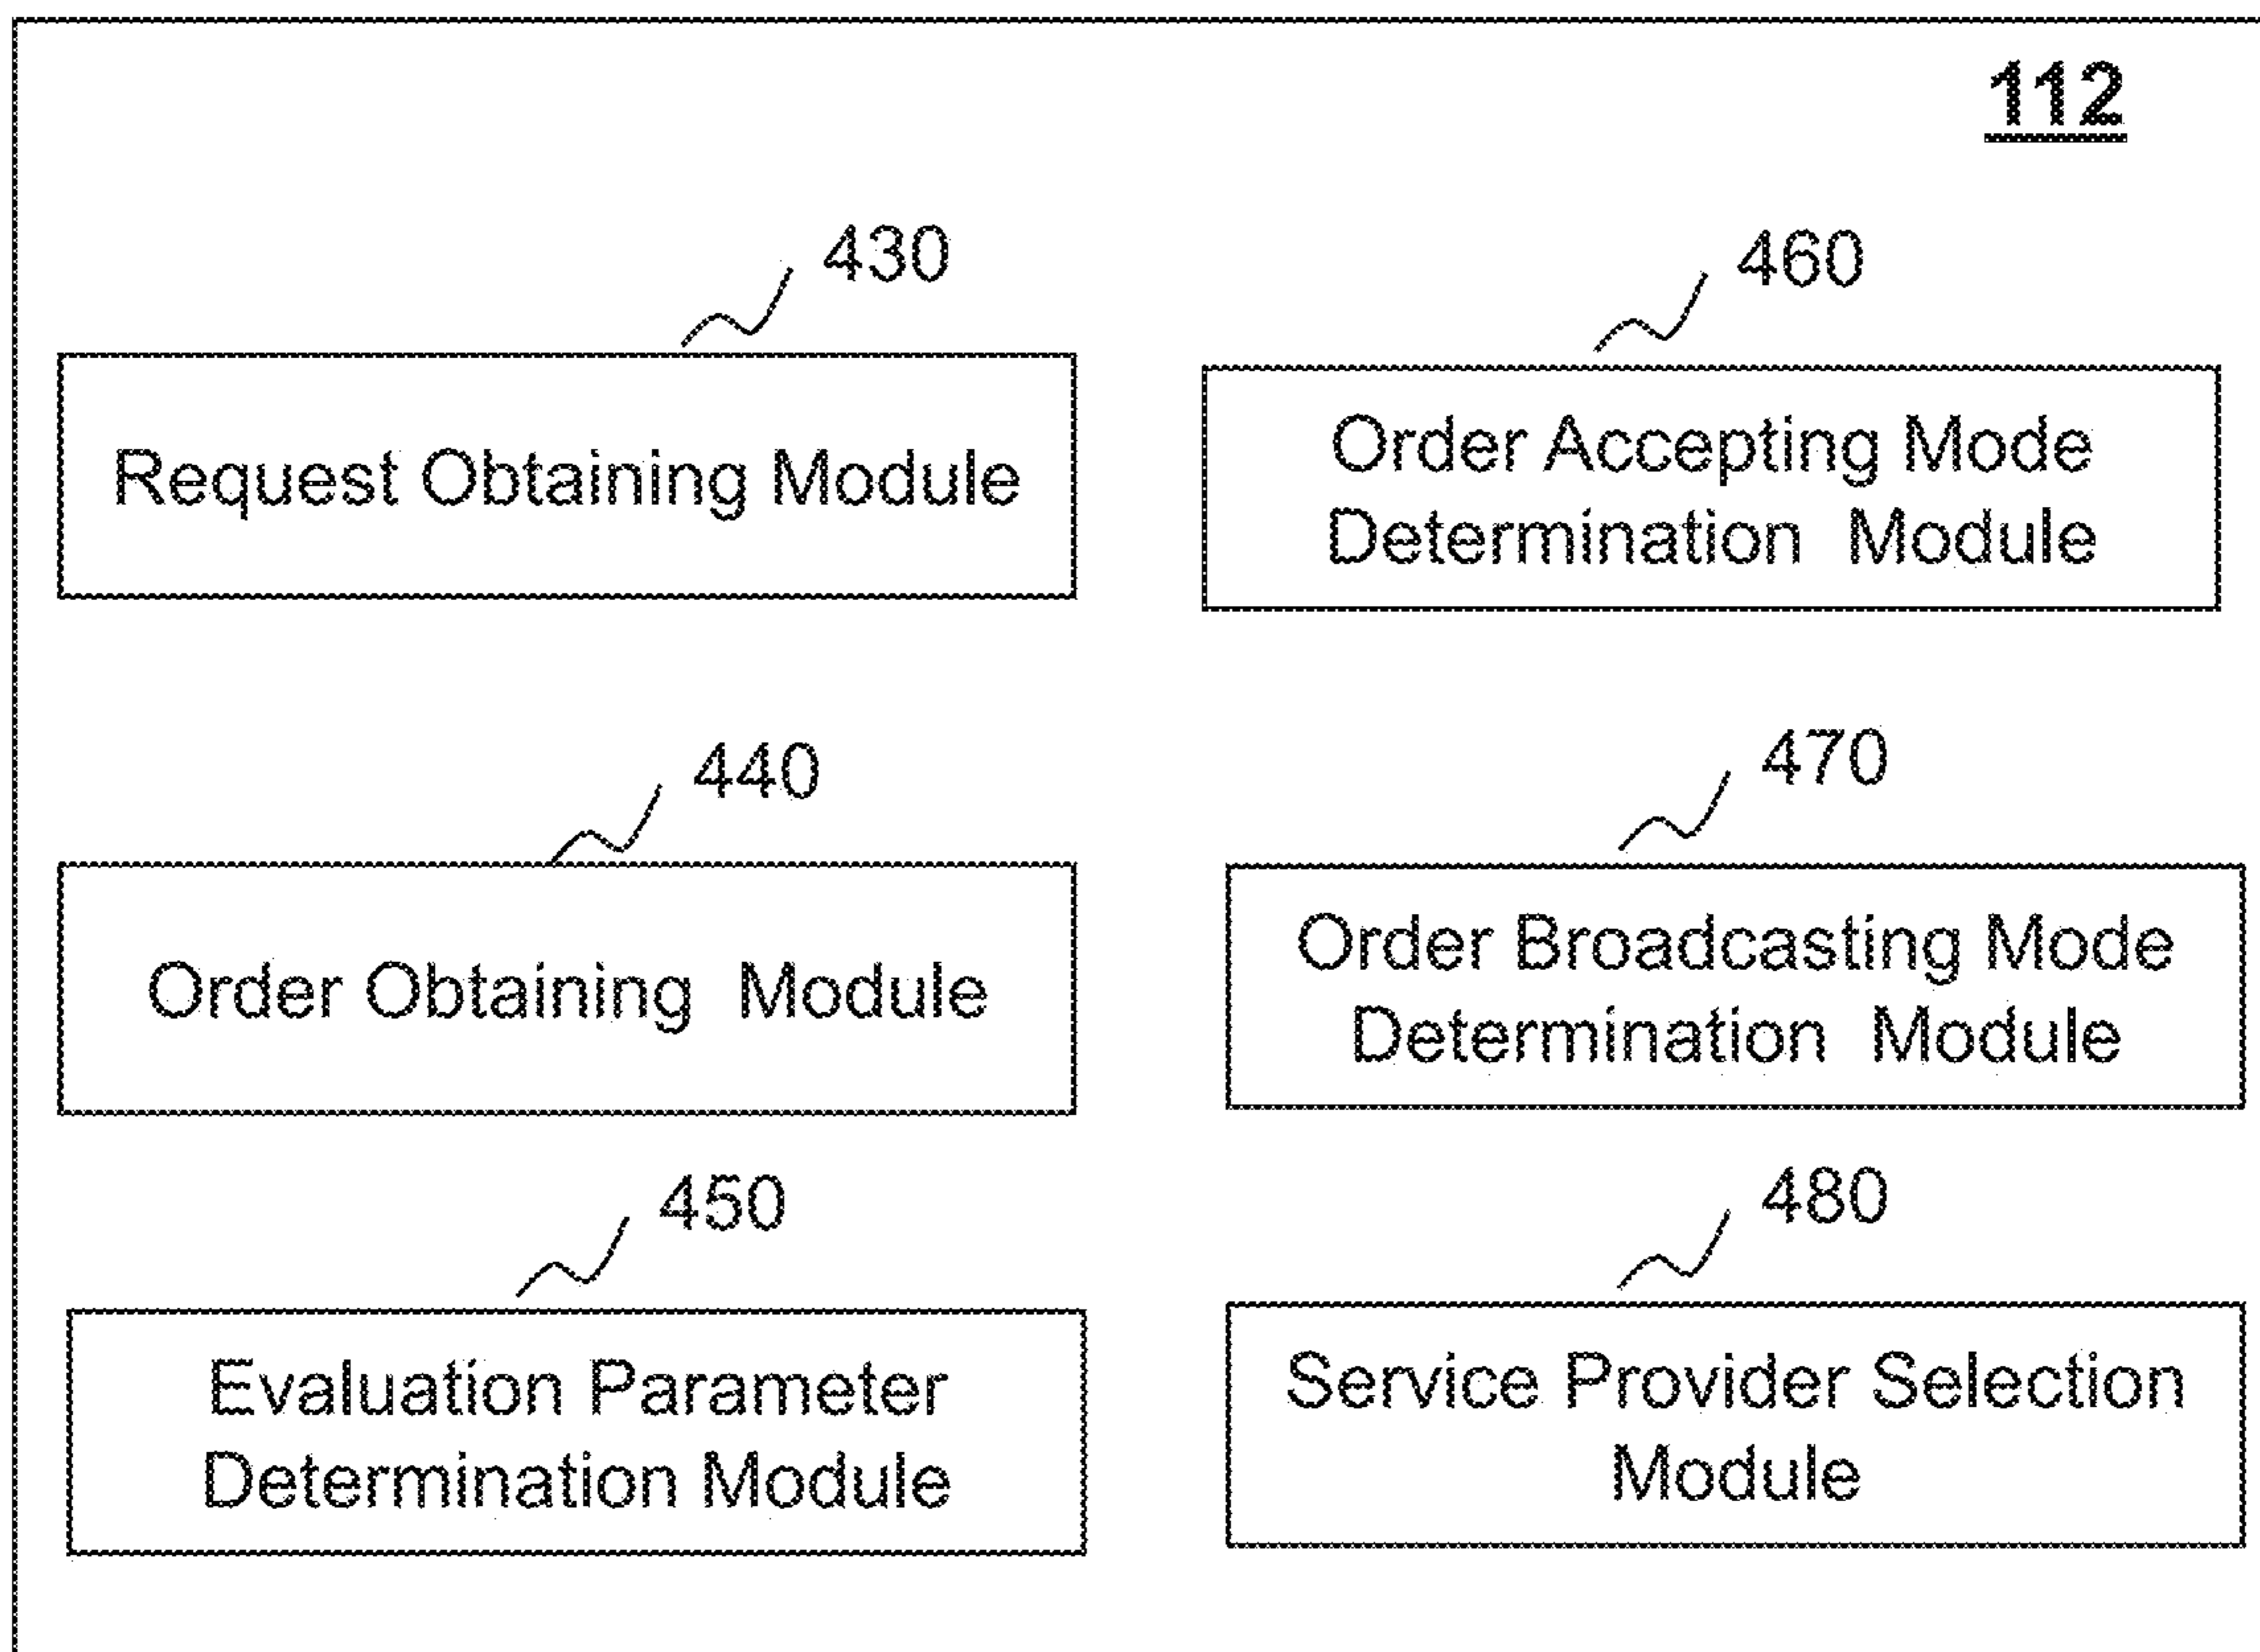 112
430
Request Obtaining Module
460
Order Accepting Mode
Determination Module
440
Order Obtaining Module
470
Order Broadcasting Mode
Determination Module
450
Evaluation Parameter
Determination Module
480
Service Provider Selection
Module